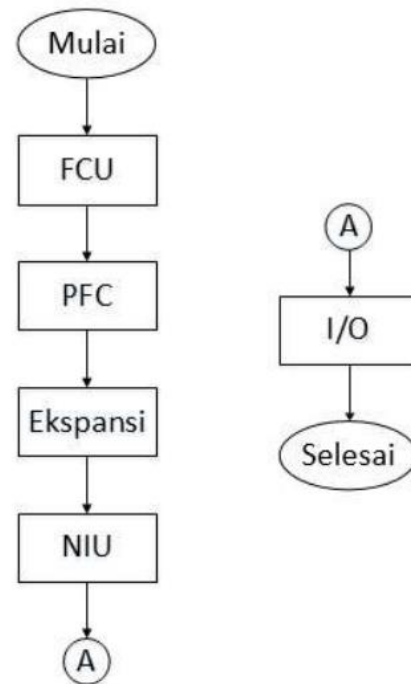 Mulai
FCU
PFC
Ekspansi
NIU
A
A
I/O
Selesai